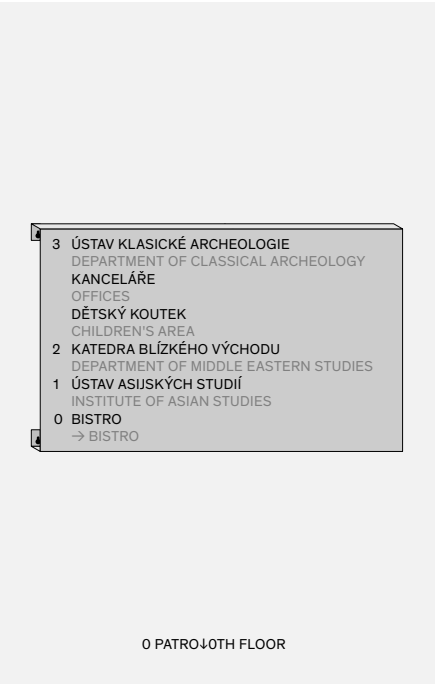 3 ÚSTAV KLASICKÉ ARCHEOLOGIE
DEPARTMENT OF CLASSICAL ARCHEOLOGY
KANCELÁŘE
OFFICES
DĚTSKÝ KOUTEK
CHILDREN'S AREA
2 KATEDRA BLÍZKÉHO VÝCHODU
DEPARTMENT OF MIDDLE EASTERN STUDIES
1 ÚSTAV ASIJSKÝCH STUDIÍ
INSTITUTE OF ASIAN STUDIES
0 BISTRO
→ BISTRO
0 PATRO↓0TH FLOOR